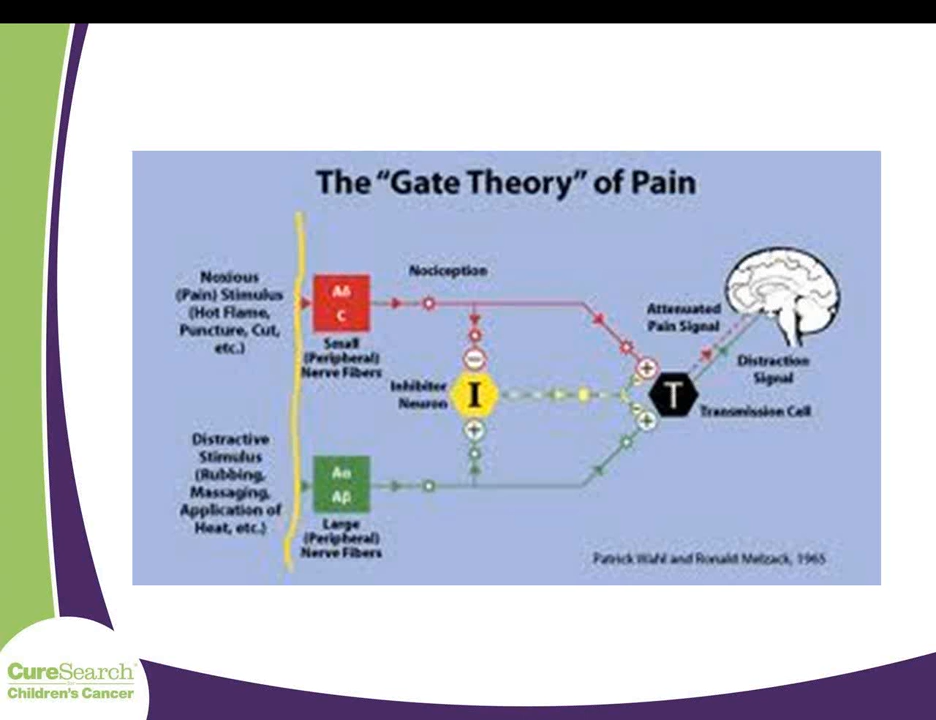 The "Gate Theory" of Pain
Noxious
(Pain) Stimulus
(Hot Flame,
Puncture, Cut,
etc.)
Aδ
C
Small
(Peripheral)
Nerve Fibers
Nociception
Inhibitor
Neuron
−
I
+
Attenuated
Pain Signal
+
−
T
−
+
Distraction
Signal
Transmission Cell
Distractive
Stimulus
(Rubbing,
Massaging,
Application of
Heat, etc.)
Aα
Aβ
Large
(Peripheral)
Nerve Fibers
Patrick Wahl and Ronald Melzack, 1965
CureSearch
Children's Cancer